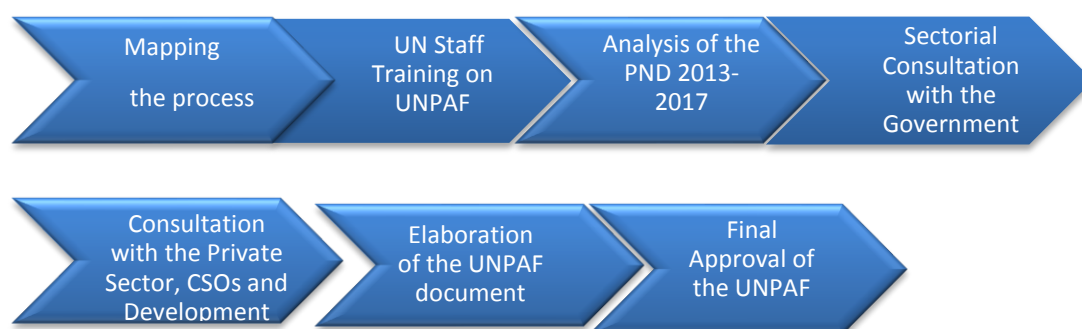 Mapping
the process
UN Staff
Training on
UNPAF
Analysis of the
PND 2013-
2017
Sectorial
Consultation
with the
Government
Consultation
with the Private
Sector, CSOs and
Development
Elaboration
of the UNPAF
document
Final
Approval of
the UNPAF